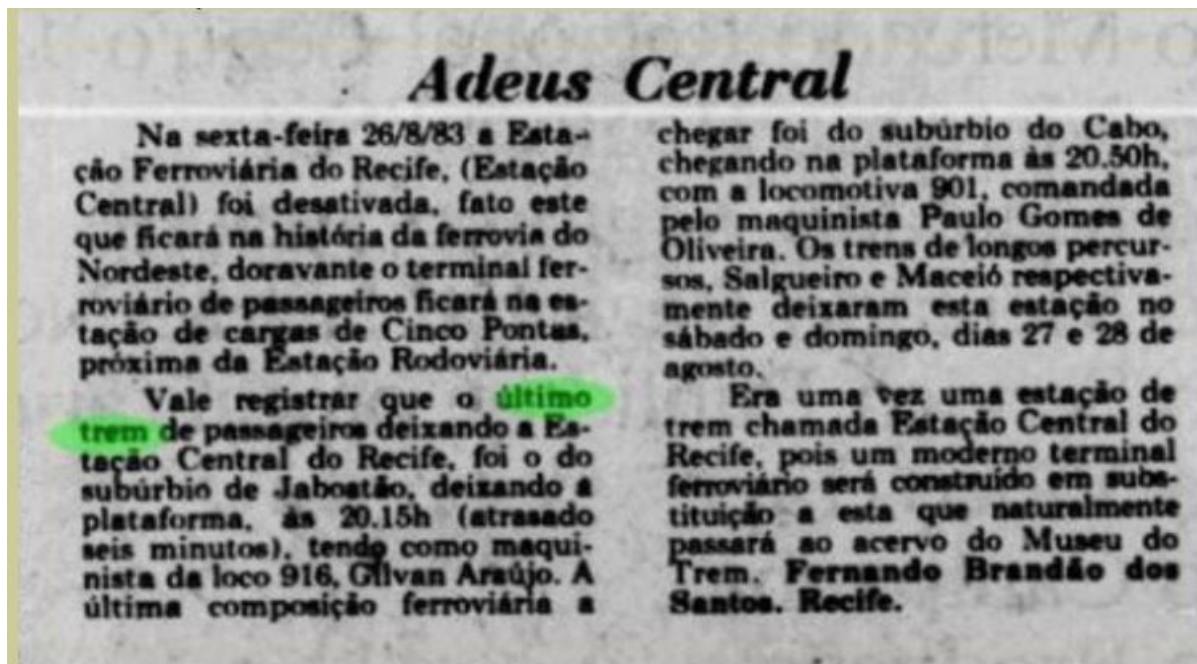 Adeus Central
Na sexta-feira 26/8/83 a Esta-
ção Ferroviária do Recife, (Estação
Central) foi desativada, fato este
que ficará na história da ferrovia do
Nordeste, doravante o terminal fer-
roviário de passageiros ficará na es-
tação de cargas de Cinco Pontas,
próxima da Estação Rodoviária.
Vale registrar que o último
trem de passageiros deixando a Es-
tação Central do Recife, foi o do
subúrbio de Jaboatão, deixando a
plataforma, às 20.15h (atrasado
seis minutos), tendo como maqui-
nista da loco 916, Gilvan Araújo. A
última composição ferroviária a
chegar foi do subúrbio do Cabo,
chegando na plataforma às 20.50h,
com a locomotiva 901, comandada
pelo maquinista Paulo Gomes de
Oliveira. Os trens de longos percur-
sos, Salgueiro e Maceió respectiva-
mente deixaram esta estação no
sábado e domingo, dias 27 e 28 de
agosto.
Era uma vez uma estação de
trem chamada Estação Central do
Recife, pois um moderno terminal
ferroviário será construído em subs-
tituição a esta que naturalmente
passará ao acervo do Museu do
Trem. Fernando Brandão dos
Santos. Recife.